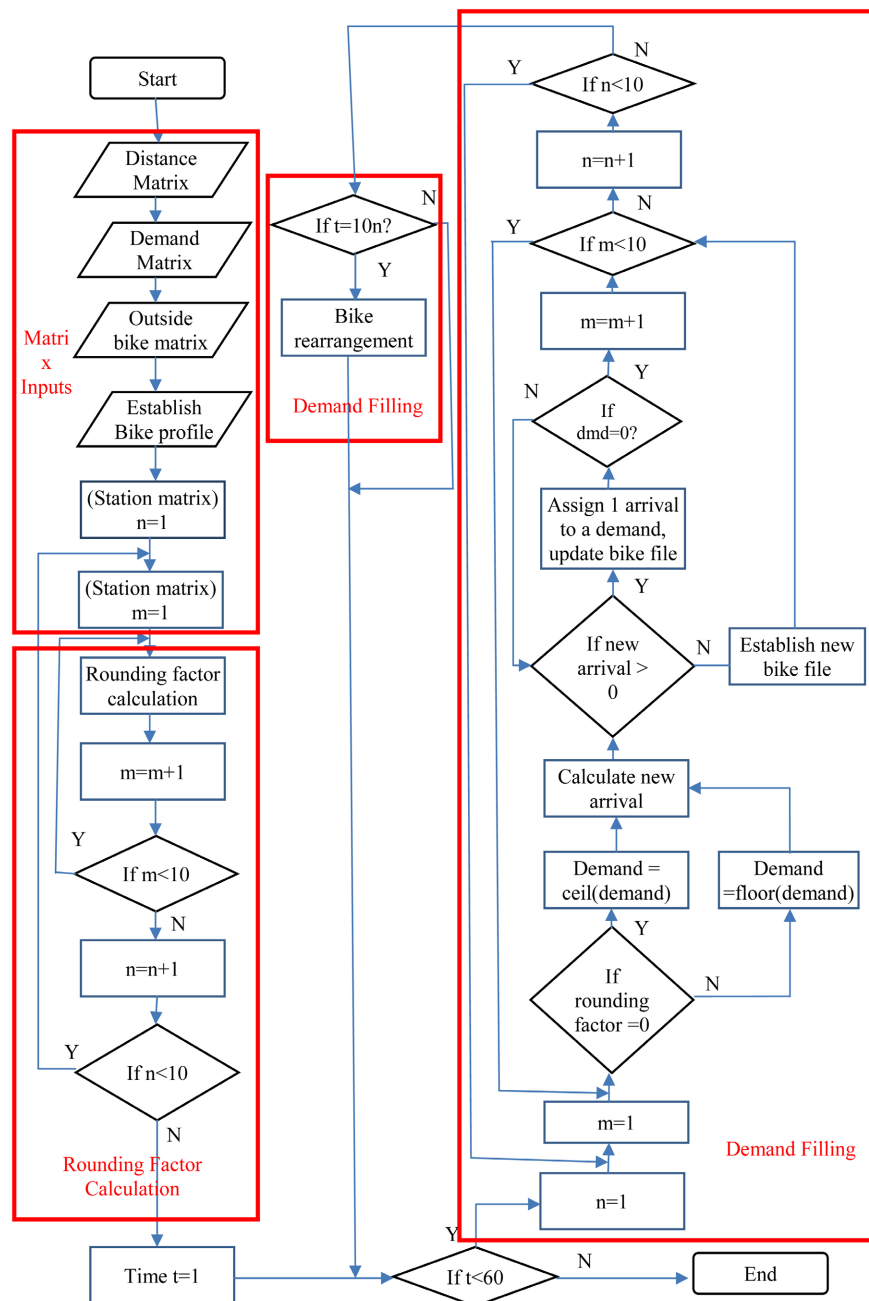 Start
Distance
Matrix
Demand
Matrix
Outside
bike matrix
Matri
x
Inputs
Establish
Bike profile
(Station matrix)
n=1
(Station matrix)
m=1
Rounding factor
calculation
m=m+1
Y
If m<10
N
n=n+1
Y
If n<10
N
Rounding Factor
Calculation
Time t=1
If t=10n?
N
Y
Bike
rearrangement
Demand Filling
Y
If t<60
N
End
N
Y
If n<10
n=n+1
N
Y
If m<10
m=m+1
N
Y
If
dmd=0?
Assign 1 arrival
to a demand,
update bike file
Y
If new
arrival >
0
N
Establish new
bike file
Calculate new
arrival
Demand =
ceil(demand)
Demand
=floor(demand)
Y
If
rounding
factor =0
N
m=1
Demand Filling
n=1